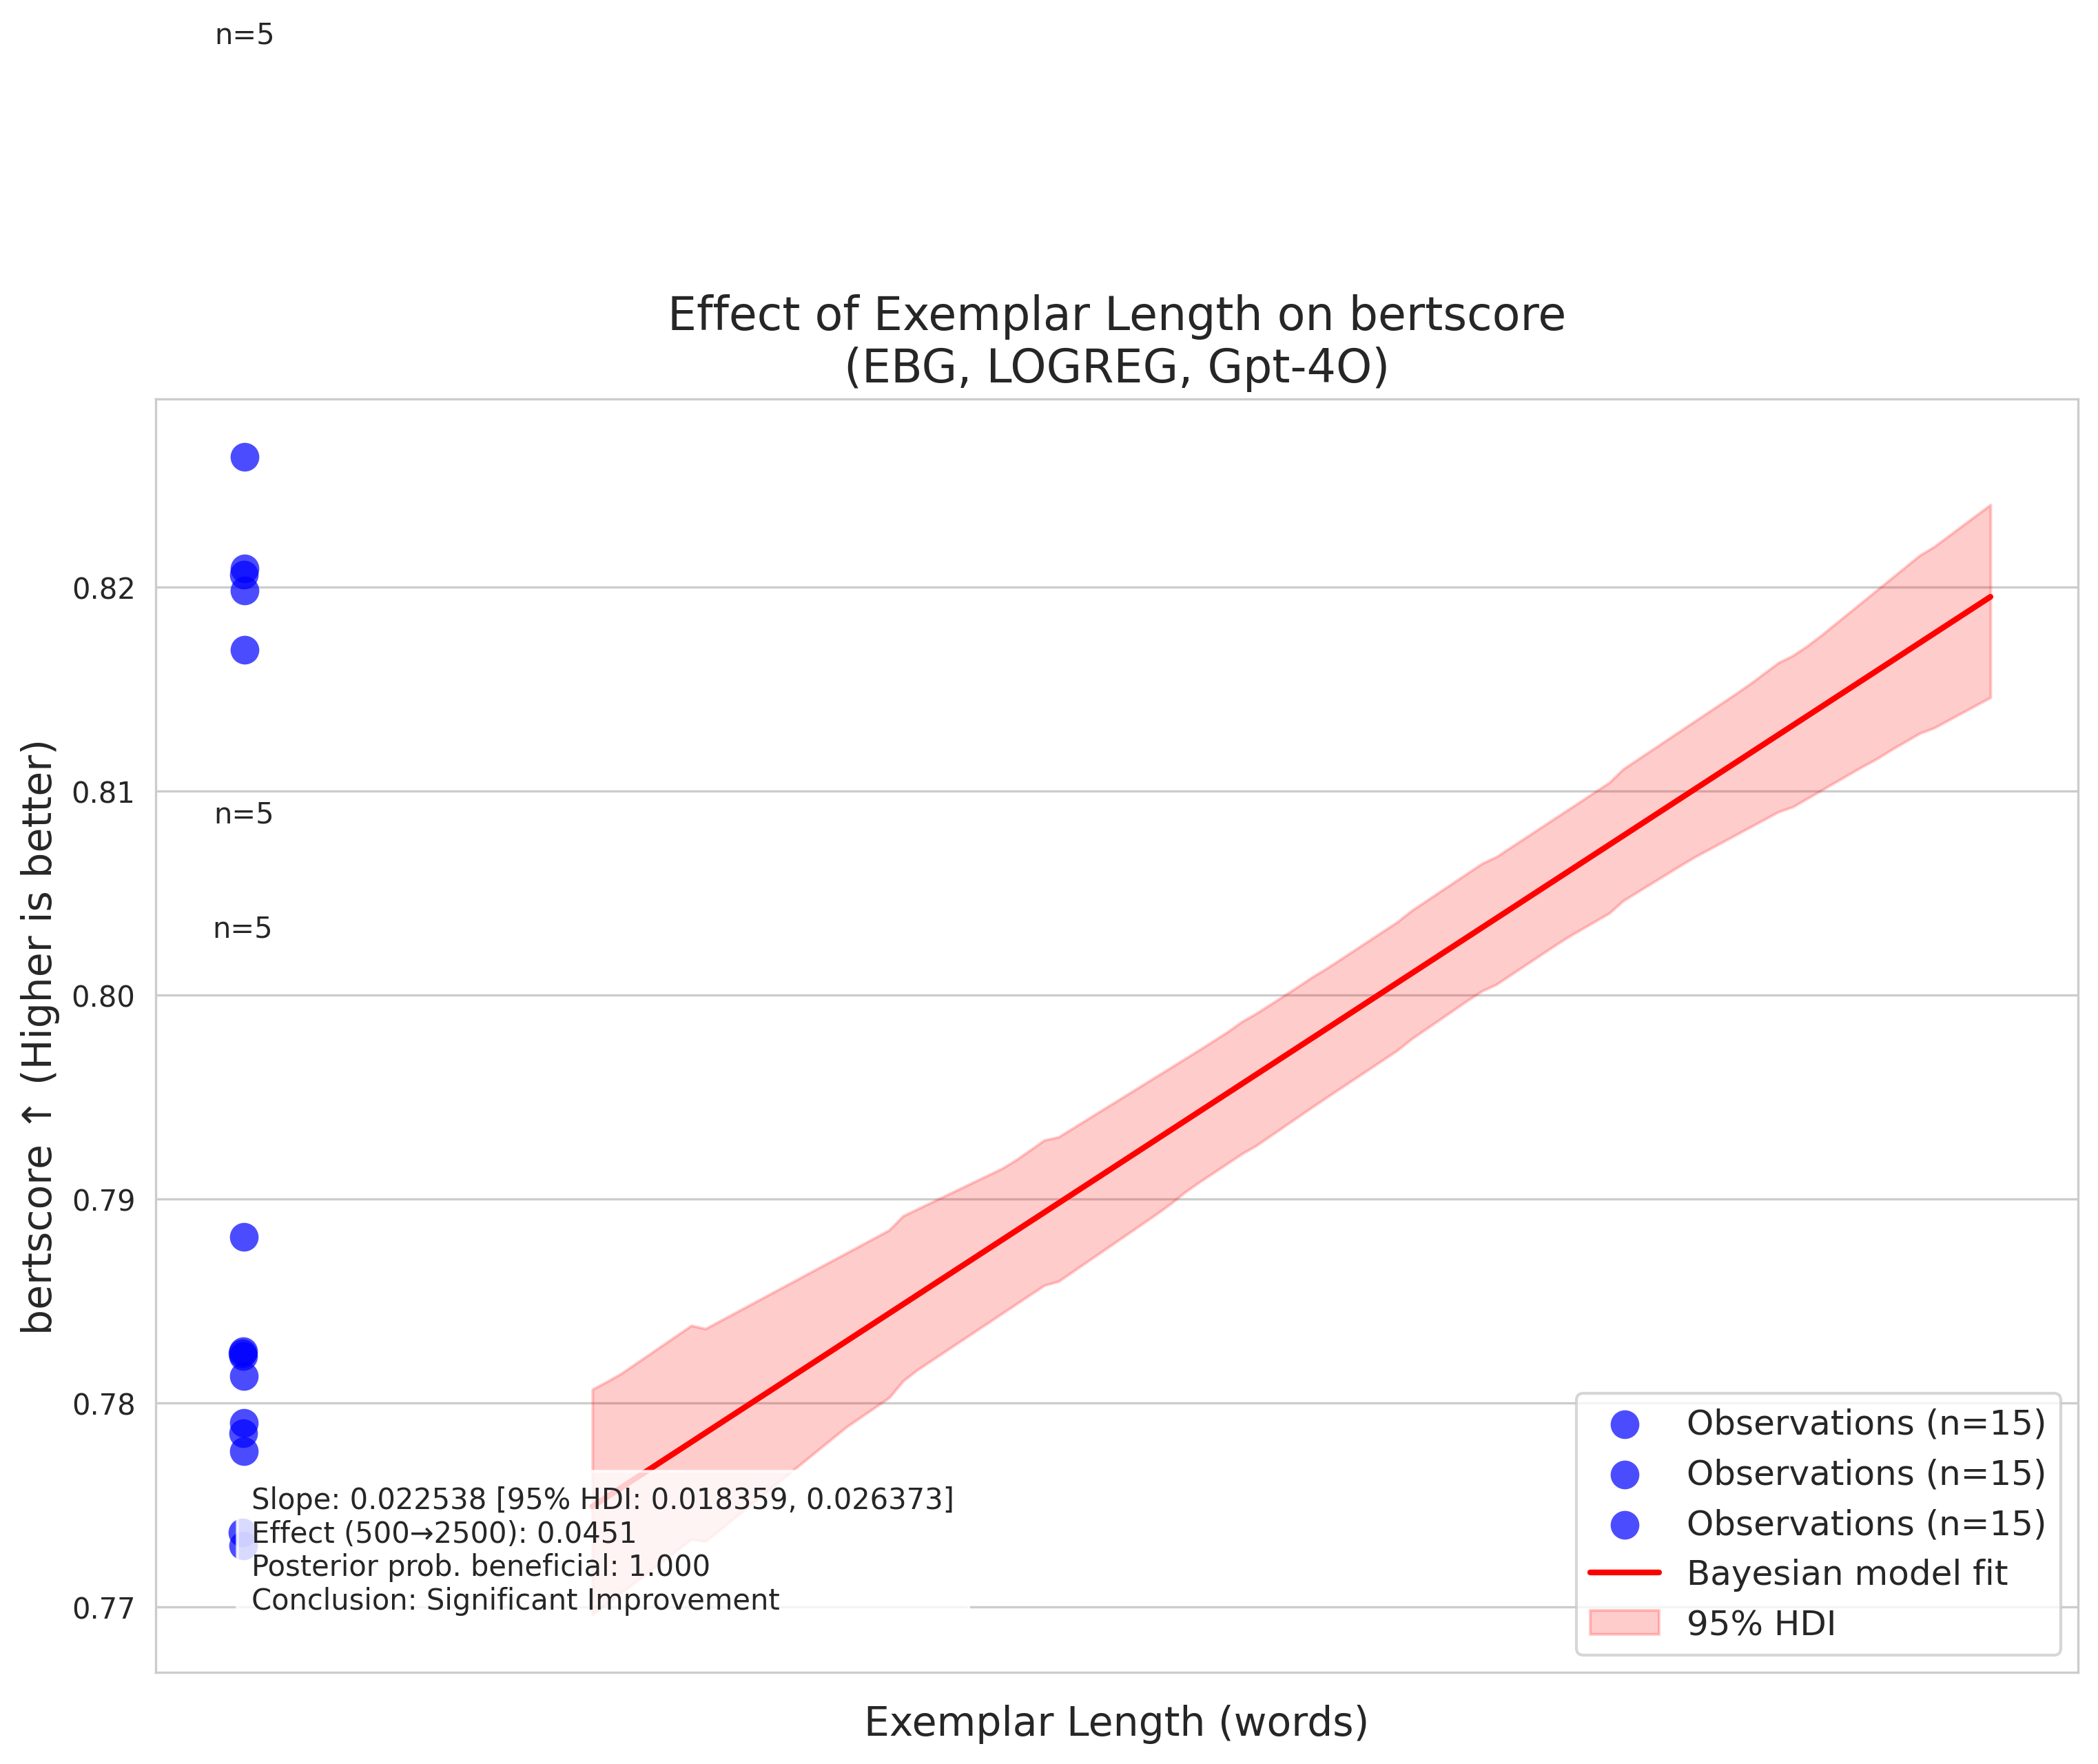 n=5
Effect of Exemplar Length on bertscore
(EBG, LOGREG, Gpt-4O)
bertscore ↑ (Higher is better)
0.82
0.81
0.80
0.79
0.78
0.77
n=5
n=5
Slope: 0.022538 [95% HDI: 0.018359, 0.026373]
Effect (500→2500): 0.0451
Posterior prob. beneficial: 1.000
Conclusion: Significant Improvement
Observations (n=15)
Observations (n=15)
Observations (n=15)
Bayesian model fit
95% HDI
Exemplar Length (words)